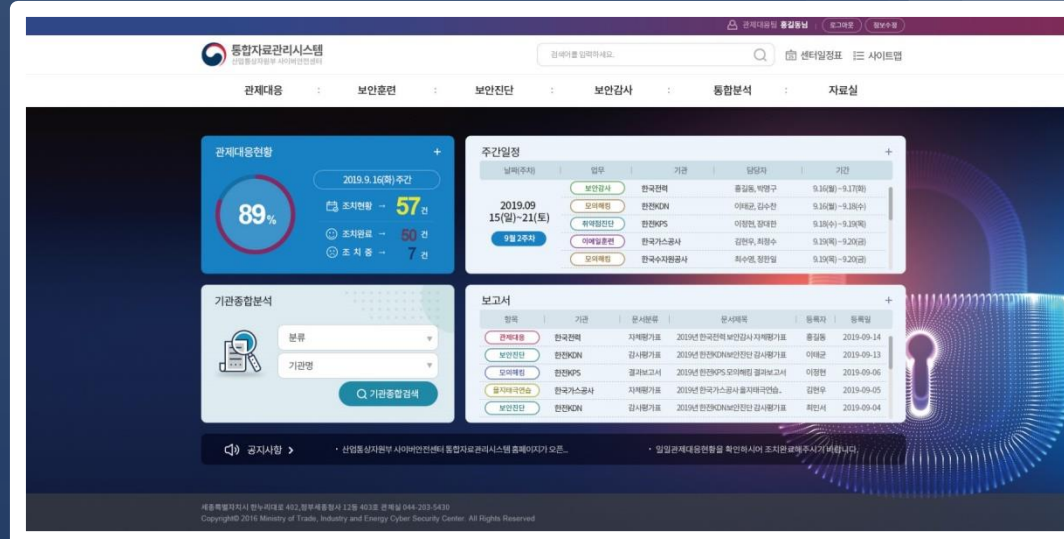 관제대응팀 홍길동님 로그아웃 정보수정
통합자료관리시스템
산업통상자원부 사이버안전센터
검색어를 입력하세요.
센터일정표 사이트맵
관제대응 : 보안훈련 : 보안진단 : 보안감사 : 통합분석 : 자료실
관제대응현황 +
2019. 9. 16(화) 주간
89%
조치현황 → 57 건
조치완료 → 50 건
조 치 중 → 7 건
주간일정 +
날짜(주차) 업무 기관 담당자 기간
2019.09
15(일)~21(토)
9월 2주차
보안감사 한국전력 홍길동, 박명구 9.16(월)~9.17(화)
모의해킹 한전KDN 이태균, 김수찬 9.16(월)~9.18(수)
취약점진단 한전KPS 이정현, 장대한 9.18(수)~9.19(목)
이메일훈련 한국가스공사 김현우, 최정수 9.19(목)~9.20(금)
모의해킹 한국수자원공사 최수영, 정한일 9.19(목)~9.20(금)
기관종합분석
분류
기관명
기관종합검색
보고서 +
항목 기관 문서분류 문서제목 등록자 등록일
관제대응 한국전력 자체평가표 2019년 한국전력 보안감사 자체평가표 홍길동 2019-09-14
보안진단 한전KDN 감사평가표 2019년 한전KDN보안진단 감사평가표 이태균 2019-09-13
모의해킹 한전KPS 결과보고서 2019년 한전KPS 모의해킹 결과보고서 이정현 2019-09-06
을지태극연습 한국가스공사 자체평가표 2019년 한국가스공사 을지태극연습.. 김현우 2019-09-05
보안진단 한전KDN 감사평가표 2019년 한전KDN보안진단 감사평가표 최민서 2019-09-04
공지사항 >
· 산업통상자원부 사이버안전센터 통합자료관리시스템 홈페이지가 오픈...
· 일일관제대응현황을 확인하시어 조치완료해주시기 바랍니다.
세종특별자치시 한누리대로 402,정부세종청사 12동 403호 관제실 044-203-5430
Copyright© 2016 Ministry of Trade, Industry and Energy Cyber Security Center. All Rights Reserved